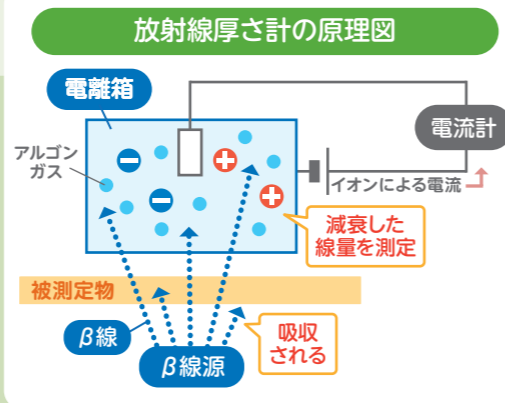 放射線厚さ計の原理図
電離箱
アルゴン
ガス
電流計
イオンによる電流
減衰した
線量を測定
被測定物
β線
β線源
吸収
される